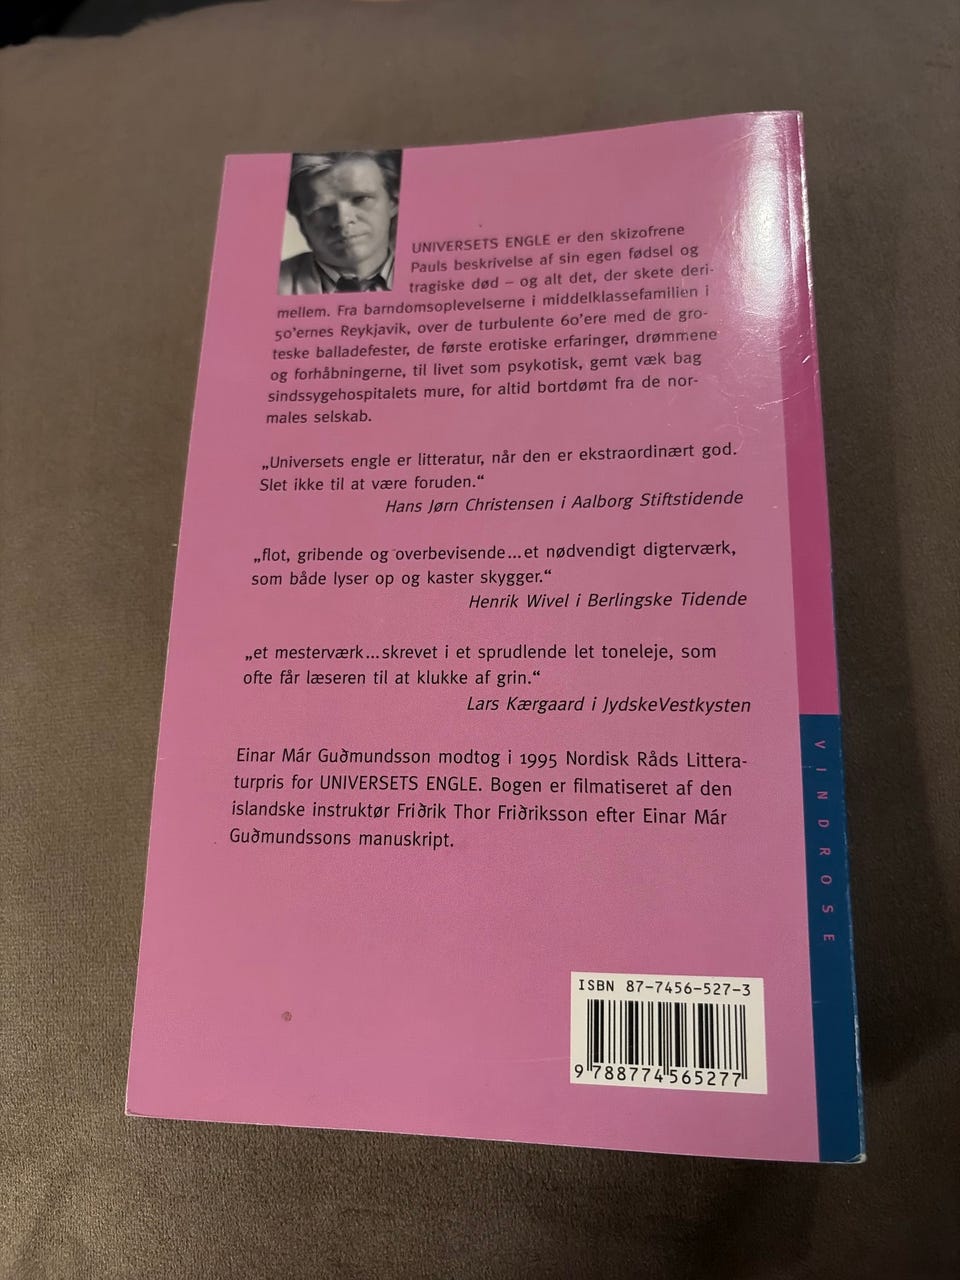 UNIVERSETS ENGLE er den skizofrene
Pauls beskrivelse af sin egen fødsel og
tragiske død – og alt det, der skete deri-
mellem. Fra barndomsoplevelserne i middelklassefamilien i
50'ernes Reykjavik, over de turbulente 60'ere med de gro-
teske balladefester, de første erotiske erfaringer, drømmene
og forhåbningerne, til livet som psykotisk, gemt væk bag
sindssygehospitalets mure, for altid bortdømt fra de nor-
males selskab.
„Universets engle er litteratur, når den er ekstraordinært god.
Slet ikke til at være foruden.“
Hans Jørn Christensen i Aalborg Stiftstidende
„flot, gribende og overbevisende...et nødvendigt digterværk,
som både lyser op og kaster skygger.“
Henrik Wivel i Berlingske Tidende
„et mesterværk...skrevet i et sprudlende let toneleje, som
ofte får læseren til at klukke af grin.“
Lars Kærgaard i JydskeVestkysten
Einar Már Guðmundsson modtog i 1995 Nordisk Råds Littera-
turpris for UNIVERSETS ENGLE. Bogen er filmatiseret af den
islandske instruktør Friðrik Thor Friðriksson efter Einar Már
Guðmundssons manuskript.
VINDROSE
ISBN 87-7456-527-3
9 788774 565277